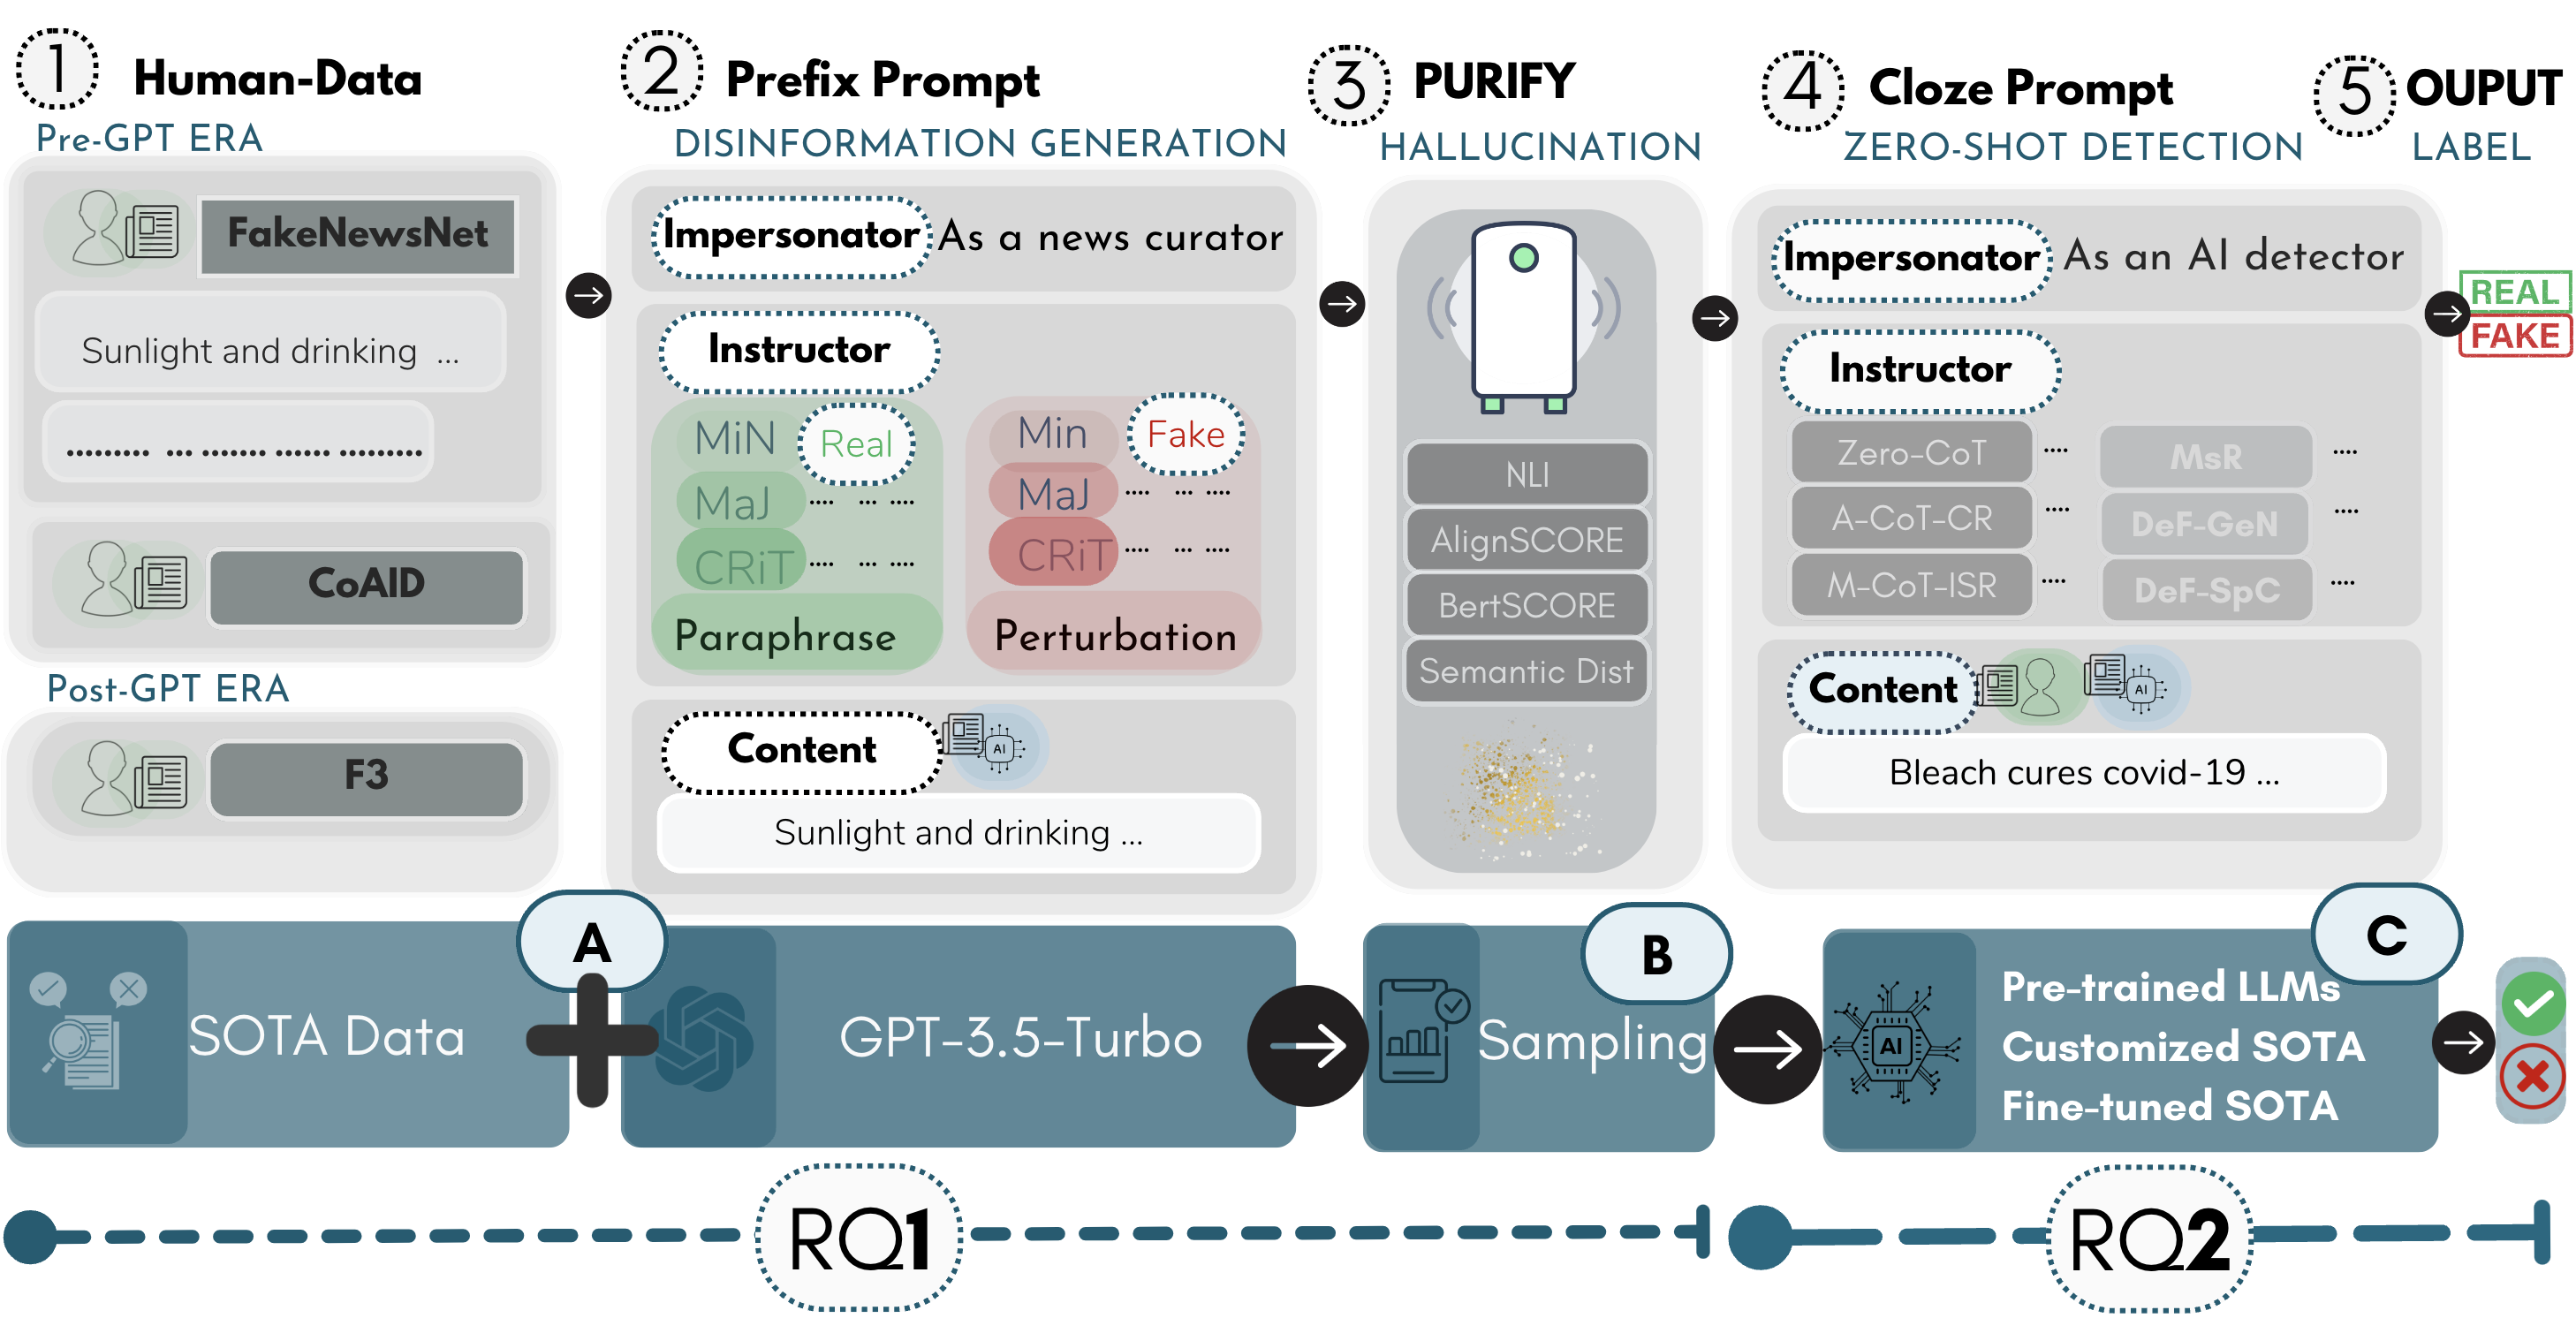 1 Human-Data
Pre-GPT ERA
FakeNewsNet
Sunlight and drinking ...
......... ... ....... ...... .........
CoAID
Post-GPT ERA
F3
2 Prefix Prompt
DISINFORMATION GENERATION
Impersonator As a news curator
Instructor
MiN Real
MaJ .... ... ....
CRiT .... ... ....
Paraphrase
Min Fake
MaJ .... ... ....
CRiT .... ... ....
Perturbation
Content
AI
Sunlight and drinking ...
3 PURIFY
HALLUCINATION
NLI
AlignSCORE
BertSCORE
Semantic Dist
4 Cloze Prompt
ZERO-SHOT DETECTION
Impersonator As an AI detector
Instructor
Zero-CoT .... MsR ....
A-CoT-CR .... DeF-GeN ....
M-CoT-ISR .... DeF-SpC ....
Content
AI
Bleach cures covid-19 ...
5 OUPUT
LABEL
REAL
FAKE
A
SOTA Data
GPT-3.5-Turbo
B
Sampling
C
AI
Pre-trained LLMs
Customized SOTA
Fine-tuned SOTA
RQ1
RQ2